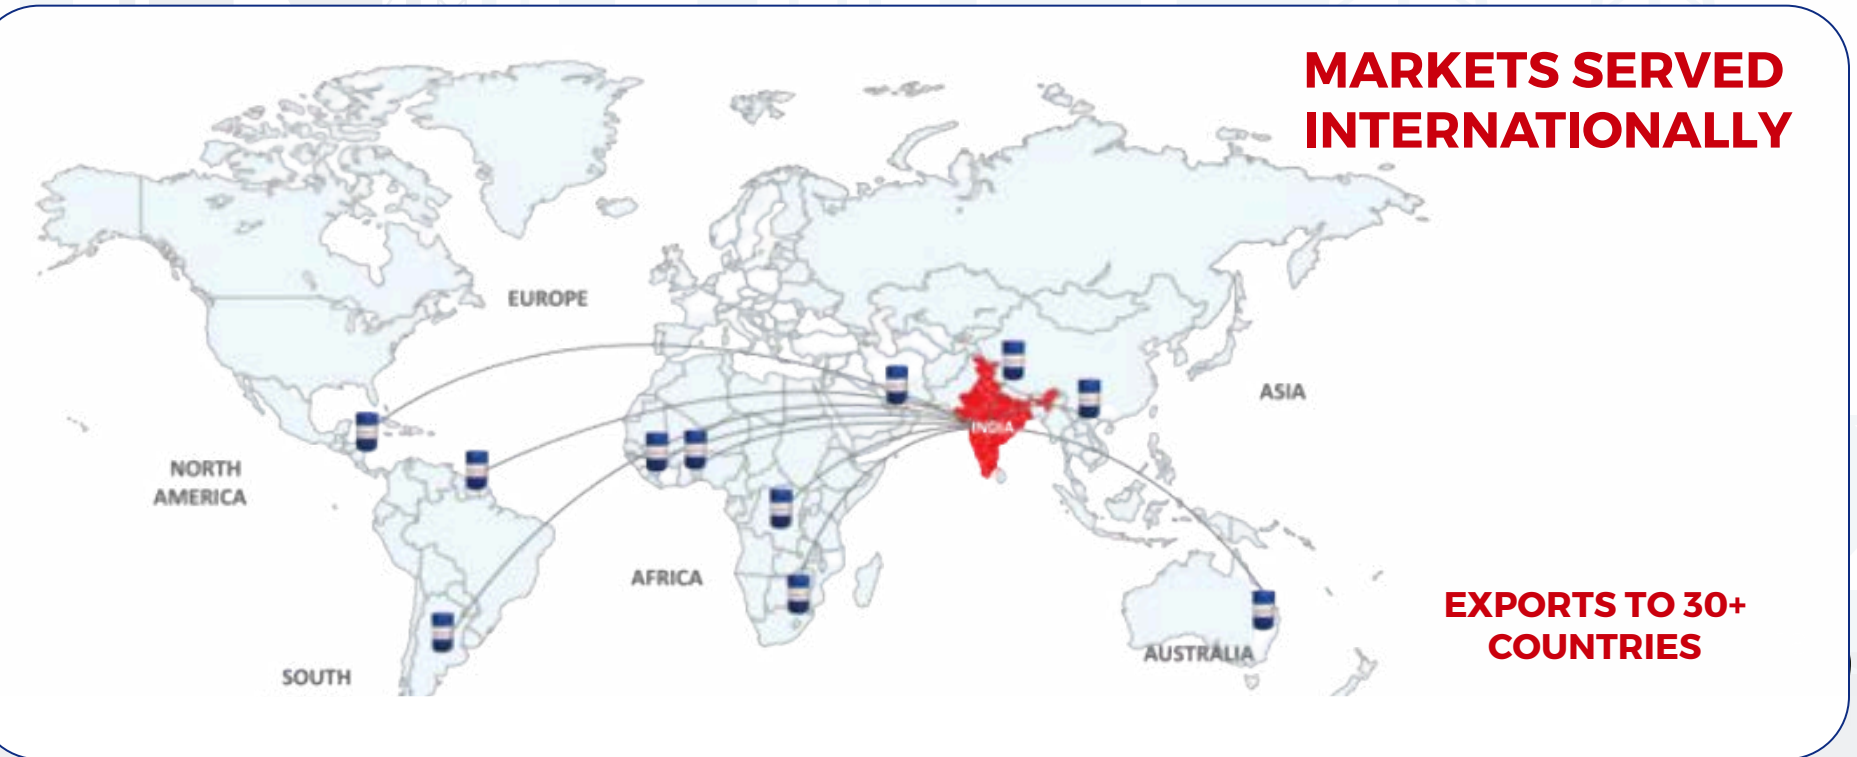 MARKETS SERVED
INTERNATIONALLY
EUROPE
ASIA
INDIA
NORTH
AMERICA
AFRICA
EXPORTS TO 30+
COUNTRIES
AUSTRALIA
SOUTH